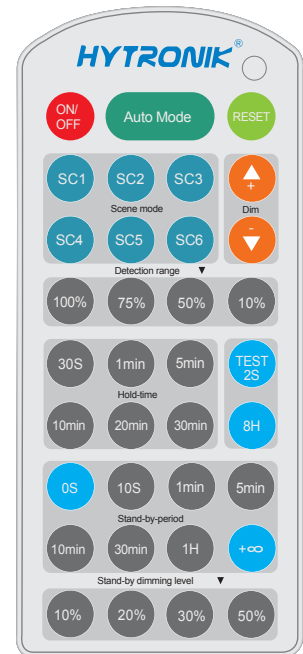 HYTRONIK®
ON/
OFF
Auto Mode
RESET
SC1 SC2 SC3
+
Scene mode
Dim
SC4 SC5 SC6
-
Detection range
100% 75% 50% 10%
30S 1min 5min
TEST
2S
Hold-time
10min 20min 30min 8H
0S 10S 1min 5min
Stand-by-period
10min 30min 1H +∞
Stand-by dimming level
10% 20% 30% 50%